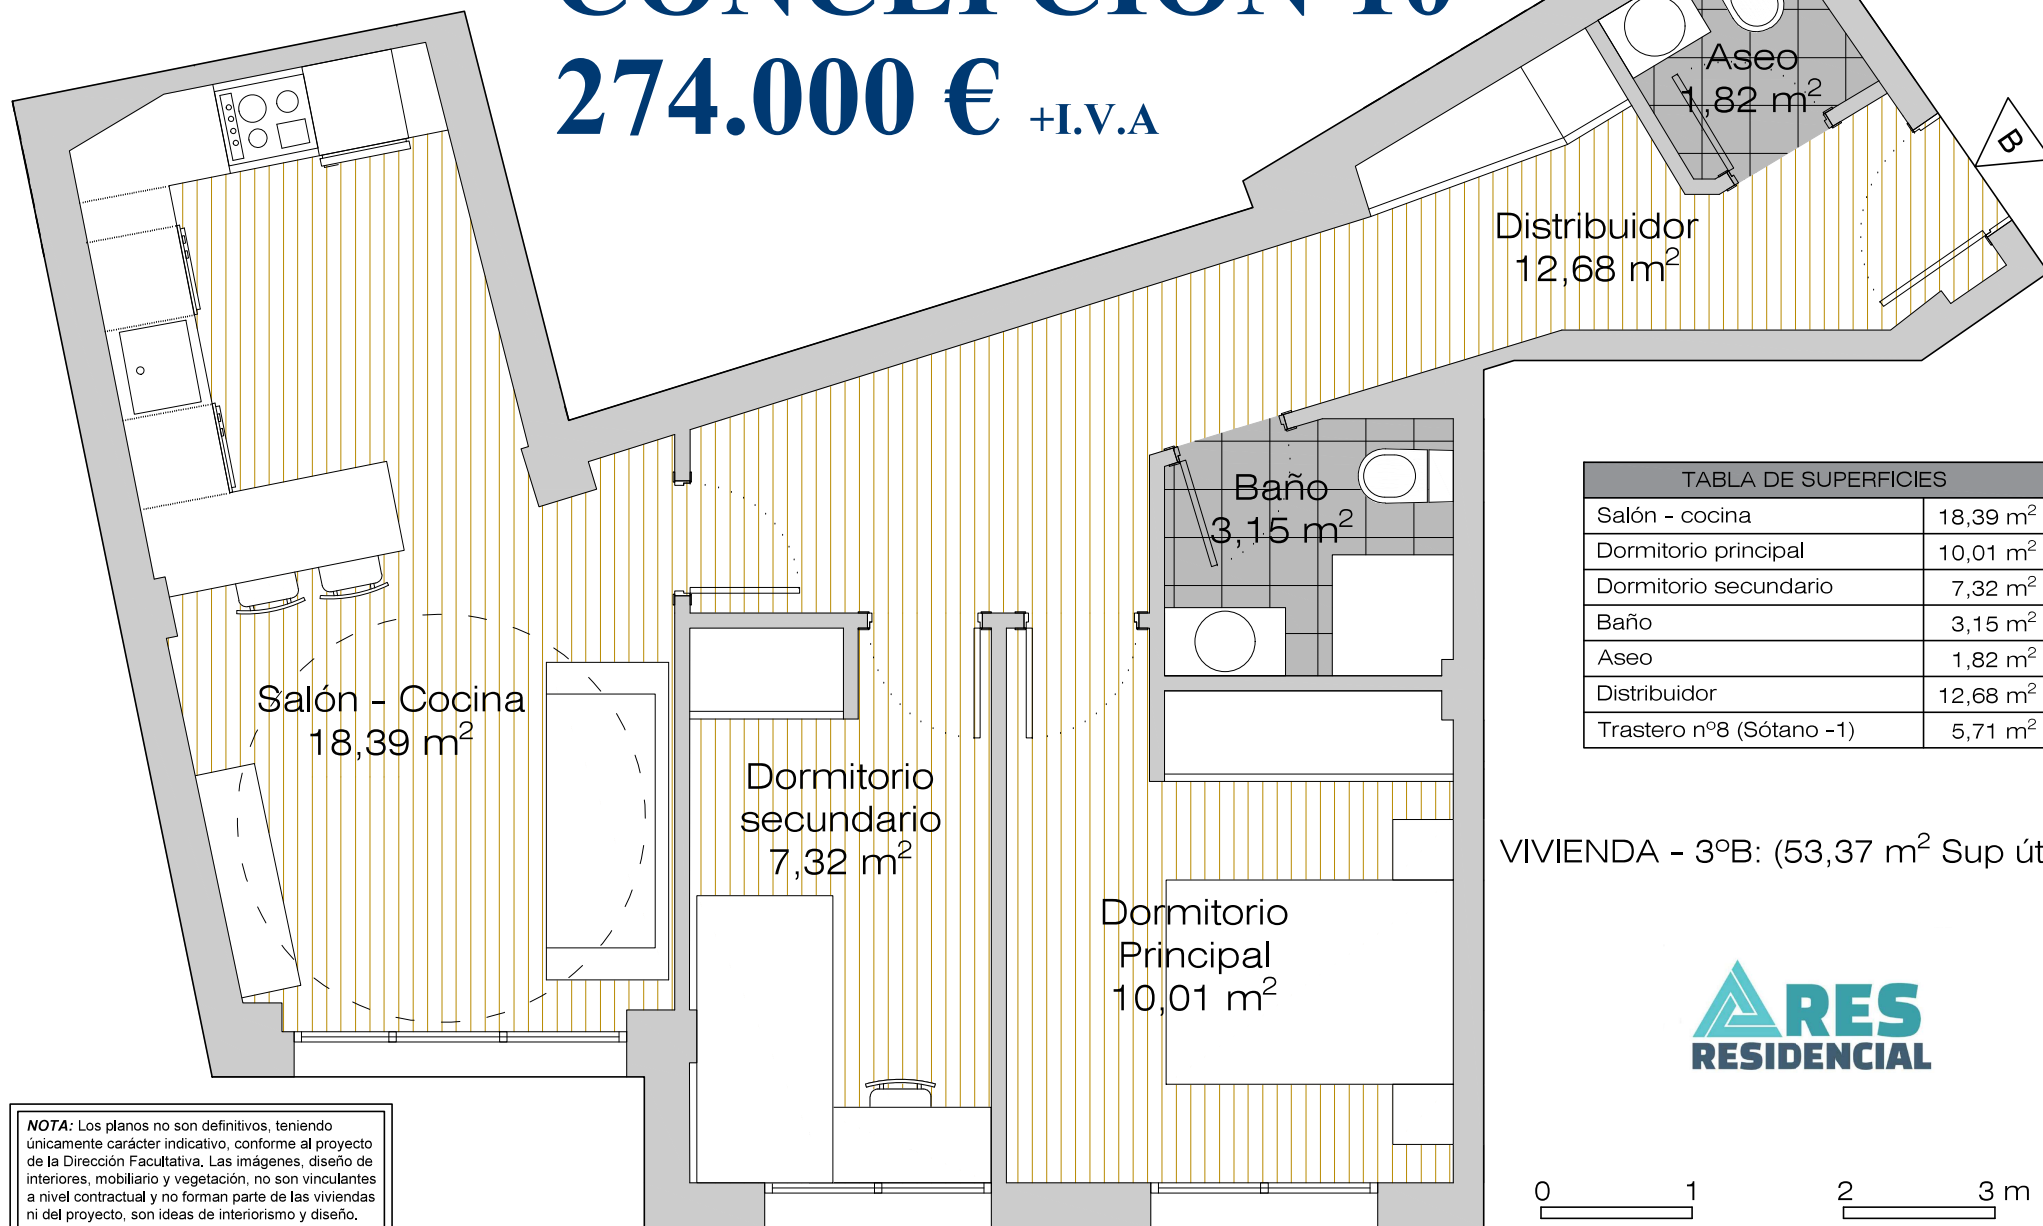 CONCEPCIÓN 10
274.000 € +I.V.A
Aseo
1,82 m²
B
Distribuidor
12,68 m²
Baño
3,15 m²
Salón - Cocina
18,39 m²
Dormitorio
secundario
7,32 m²
Dormitorio
Principal
10,01 m²
TABLA DE SUPERFICIES
Salón - cocina 18,39 m²
Dormitorio principal 10,01 m²
Dormitorio secundario 7,32 m²
Baño 3,15 m²
Aseo 1,82 m²
Distribuidor 12,68 m²
Trastero nº8 (Sótano -1) 5,71 m²
VIVIENDA - 3ºB: (53,37 m² Sup út
ARES
RESIDENCIAL
NOTA: Los planos no son definitivos, teniendo
únicamente carácter indicativo, conforme al proyecto
de la Dirección Facultativa. Las imágenes, diseño de
interiores, mobiliario y vegetación, no son vinculantes
a nivel contractual y no forman parte de las viviendas
ni del proyecto, son ideas de interiorismo y diseño.
0 1 2 3 m